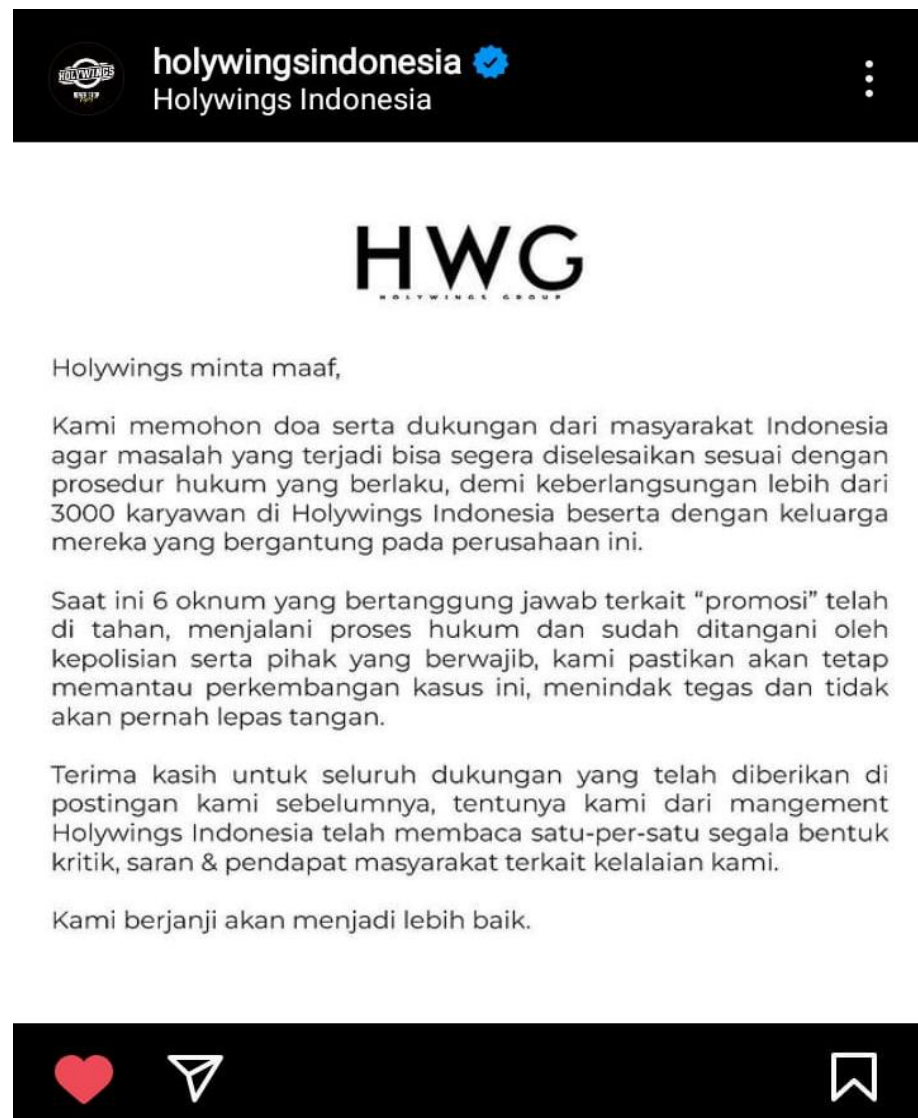 HOLYWINGS
holywingsindonesia
Holywings Indonesia
HWG
HOLYWINGS GROUP
Holywings minta maaf,
Kami memohon doa serta dukungan dari masyarakat Indonesia
agar masalah yang terjadi bisa segera diselesaikan sesuai dengan
prosedur hukum yang berlaku, demi keberlangsungan lebih dari
3000 karyawan di Holywings Indonesia beserta dengan keluarga
mereka yang bergantung pada perusahaan ini.
Saat ini 6 oknum yang bertanggung jawab terkait “promosi” telah
di tahan, menjalani proses hukum dan sudah ditangani oleh
kepolisian serta pihak yang berwajib, kami pastikan akan tetap
memantau perkembangan kasus ini, menindak tegas dan tidak
akan pernah lepas tangan.
Terima kasih untuk seluruh dukungan yang telah diberikan di
postingan kami sebelumnya, tentunya kami dari mangement
Holywings Indonesia telah membaca satu-per-satu segala bentuk
kritik, saran & pendapat masyarakat terkait kelalaian kami.
Kami berjanji akan menjadi lebih baik.